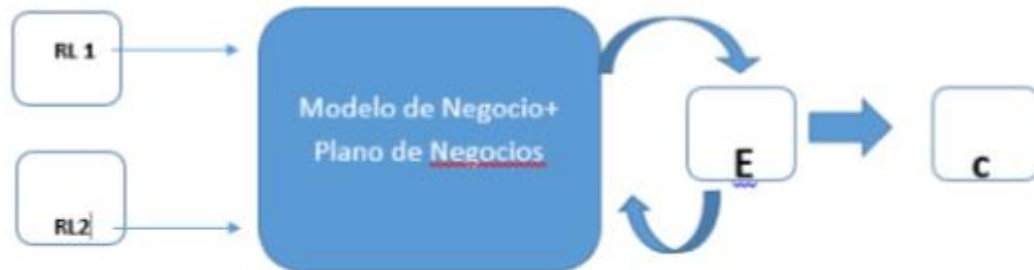 RL 1
Modelo de Negocio+
Plano de Negocios
RL2
E
c